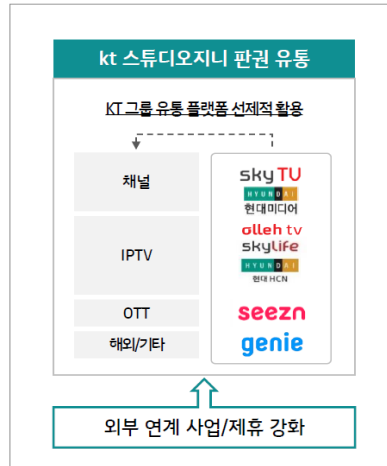 kt 스튜디오지니 판권 유통
KT 그룹 유통 플랫폼 선제적 활용
채널
sky TU
HYUNDAI
현대미디어
IPTV
olleh tv
skylife
HYUNDAI
현대 HCN
OTT
seezn
해외/기타
genie
외부 연계 사업/제휴 강화